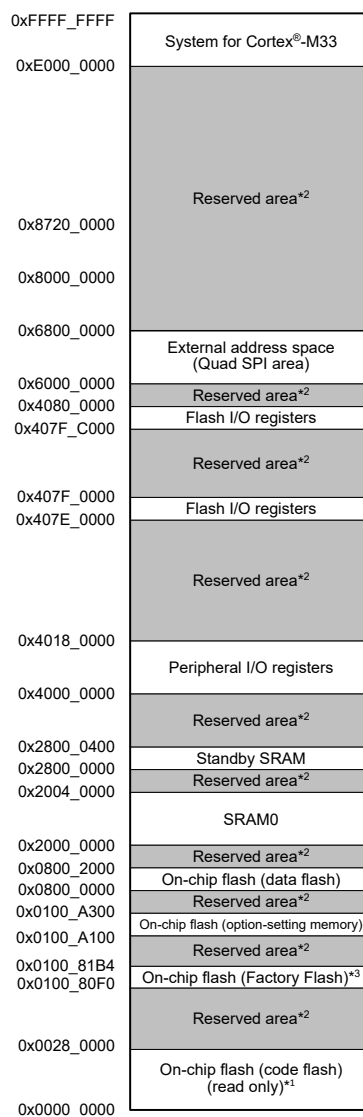 0xFFFF_FFFF
System for Cortex®-M33
0xE000_0000
Reserved area*2
0x8720_0000
0x8000_0000
0x6800_0000
External address space
(Quad SPI area)
0x6000_0000
Reserved area*2
0x4080_0000
Flash I/O registers
0x407F_C000
Reserved area*2
0x407F_0000
Flash I/O registers
0x407E_0000
Reserved area*2
0x4018_0000
Peripheral I/O registers
0x4000_0000
Reserved area*2
0x2800_0400
Standby SRAM
0x2800_0000
Reserved area*2
0x2004_0000
SRAM0
0x2000_0000
Reserved area*2
0x0800_2000
On-chip flash (data flash)
0x0800_0000
Reserved area*2
0x0100_A300
On-chip flash (option-setting memory)
0x0100_A100
Reserved area*2
0x0100_81B4
On-chip flash (Factory Flash)*3
0x0100_80F0
Reserved area*2
0x0028_0000
On-chip flash (code flash)
(read only)*1
0x0000_0000